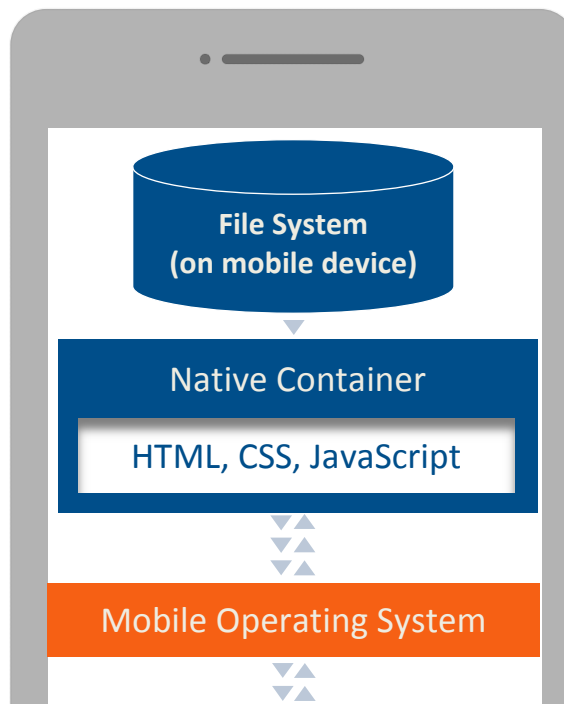 File System
(on mobile device)
Native Container
HTML, CSS, JavaScript
Mobile Operating System